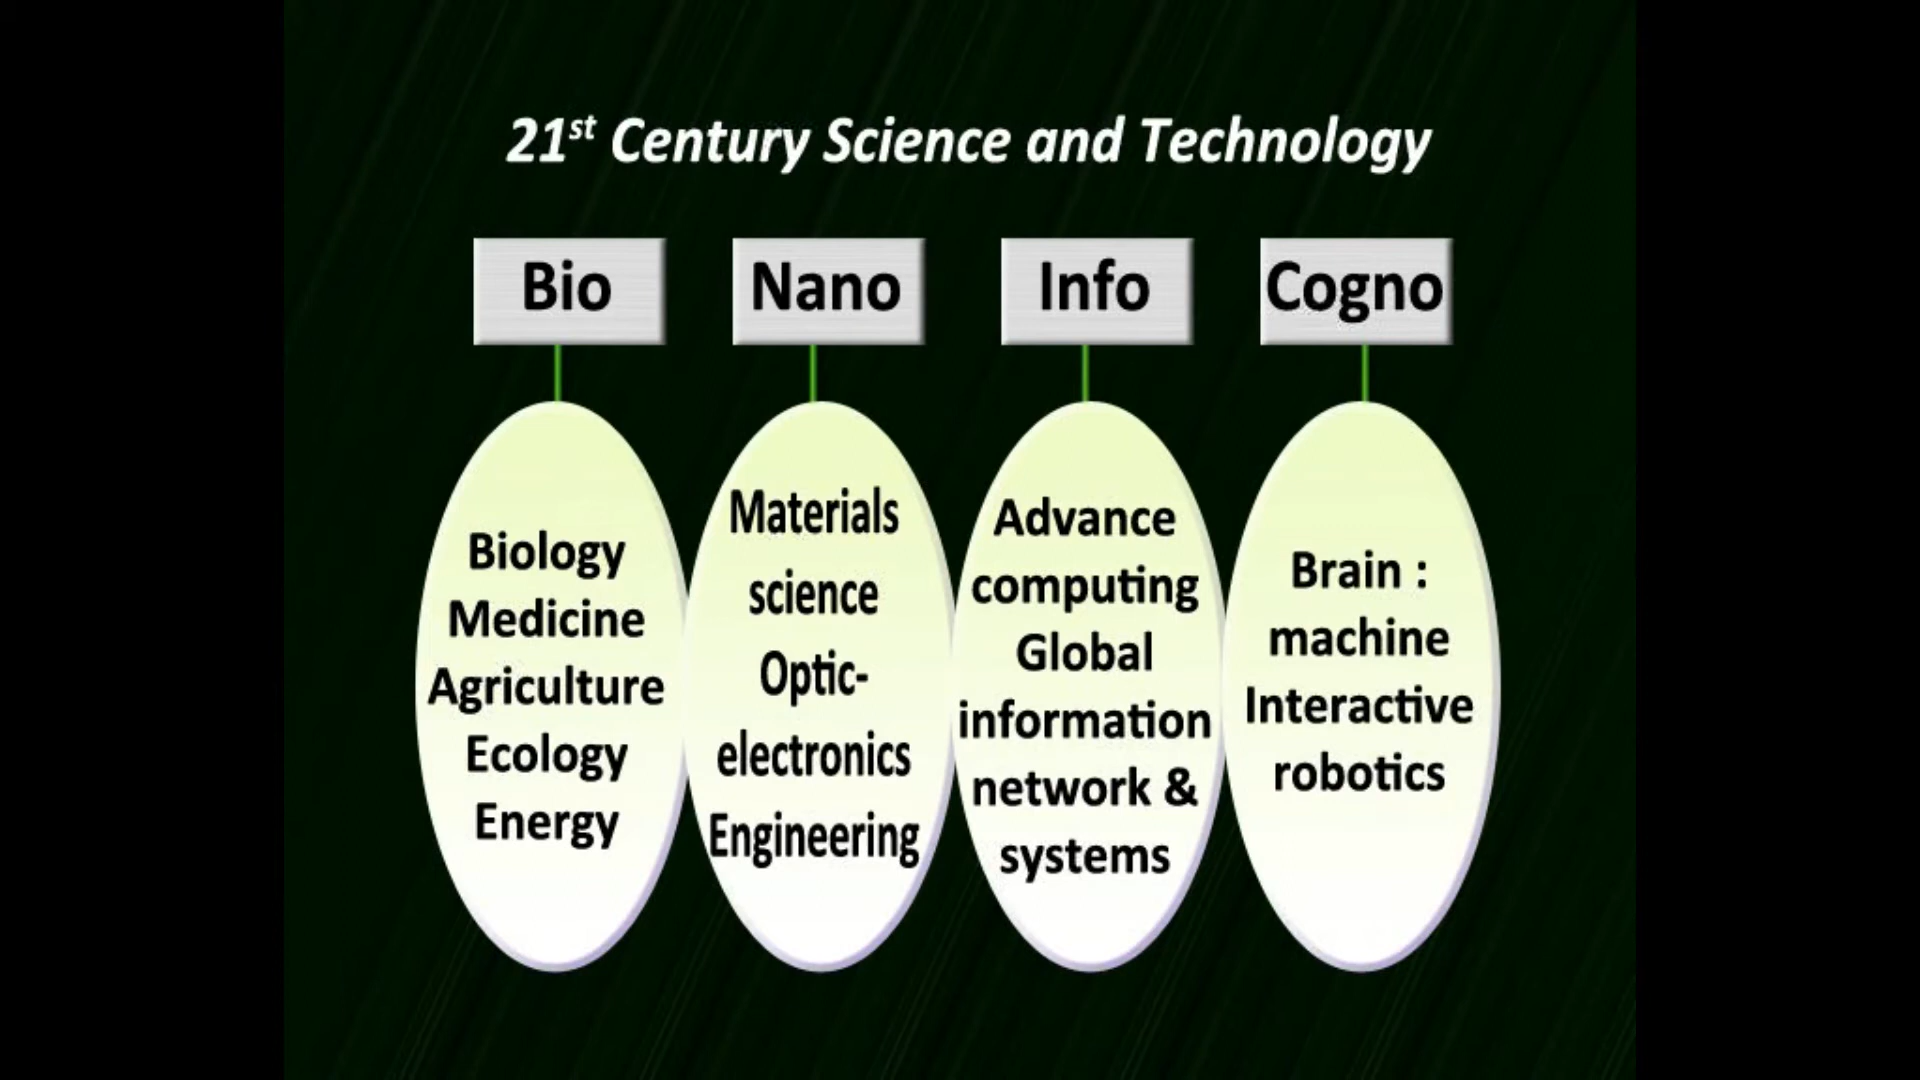 21st Century Science and Technology
Bio
Nano
Info
Cogno
Biology
Medicine
Agriculture
Ecology
Energy
Materials
science
Optic-
electronics
Engineering
Advance
computing
Global
information
network &
systems
Brain :
machine
Interactive
robotics